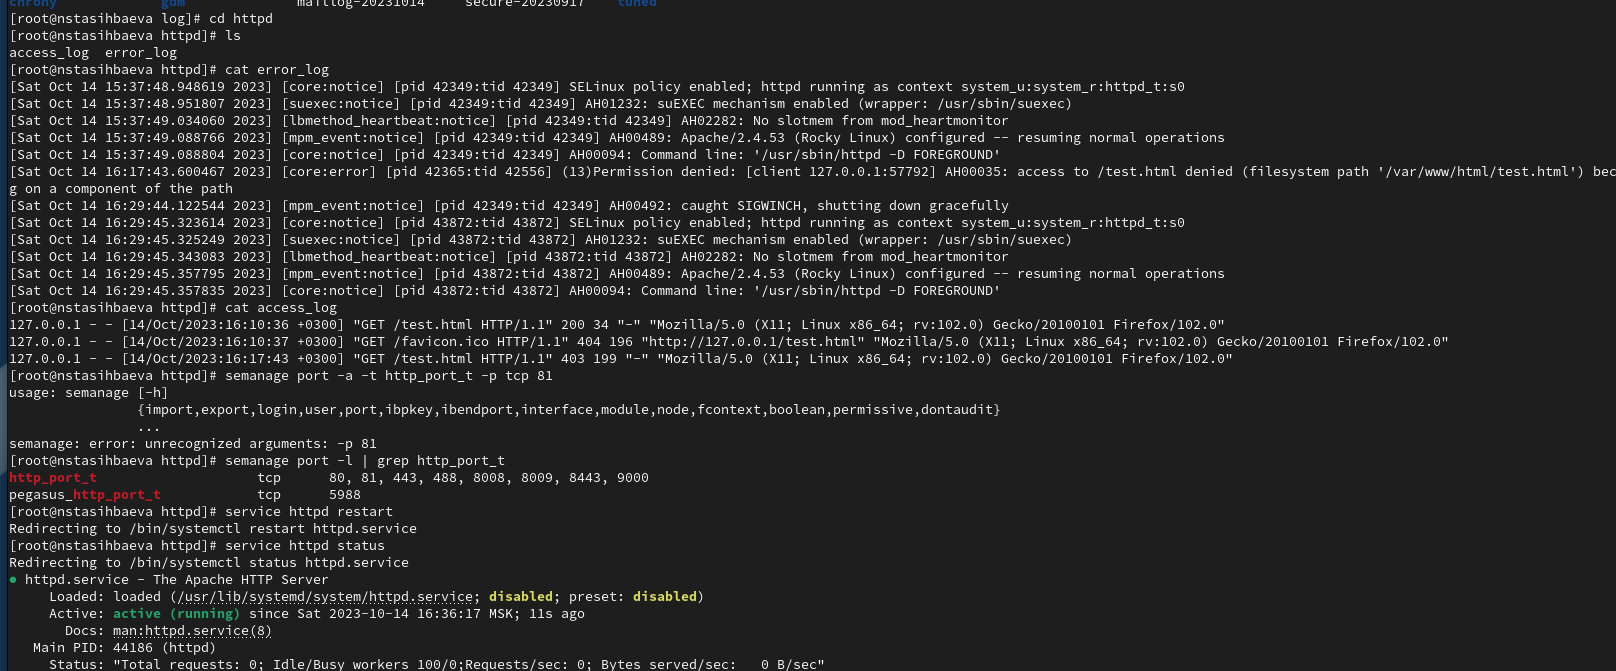 chrony gdm maillog-20231014 secure-20230917 tuned
[root@nstasihbaeva log]# cd httpd
[root@nstasihbaeva httpd]# ls
access_log  error_log
[root@nstasihbaeva httpd]# cat error_log
[Sat Oct 14 15:37:48.948619 2023] [core:notice] [pid 42349:tid 42349] SELinux policy enabled; httpd running as context system_u:system_r:httpd_t:s0
[Sat Oct 14 15:37:48.951807 2023] [suexec:notice] [pid 42349:tid 42349] AH01232: suEXEC mechanism enabled (wrapper: /usr/sbin/suexec)
[Sat Oct 14 15:37:49.034060 2023] [lbmethod_heartbeat:notice] [pid 42349:tid 42349] AH02282: No slotmem from mod_heartmonitor
[Sat Oct 14 15:37:49.088766 2023] [mpm_event:notice] [pid 42349:tid 42349] AH00489: Apache/2.4.53 (Rocky Linux) configured -- resuming normal operations
[Sat Oct 14 15:37:49.088804 2023] [core:notice] [pid 42349:tid 42349] AH00094: Command line: '/usr/sbin/httpd -D FOREGROUND'
[Sat Oct 14 16:17:43.600467 2023] [core:error] [pid 42365:tid 42556] (13)Permission denied: [client 127.0.0.1:57792] AH00035: access to /test.html denied (filesystem path '/var/www/html/test.html') bec
g on a component of the path
[Sat Oct 14 16:29:44.122544 2023] [mpm_event:notice] [pid 42349:tid 42349] AH00492: caught SIGWINCH, shutting down gracefully
[Sat Oct 14 16:29:45.323614 2023] [core:notice] [pid 43872:tid 43872] SELinux policy enabled; httpd running as context system_u:system_r:httpd_t:s0
[Sat Oct 14 16:29:45.325249 2023] [suexec:notice] [pid 43872:tid 43872] AH01232: suEXEC mechanism enabled (wrapper: /usr/sbin/suexec)
[Sat Oct 14 16:29:45.343083 2023] [lbmethod_heartbeat:notice] [pid 43872:tid 43872] AH02282: No slotmem from mod_heartmonitor
[Sat Oct 14 16:29:45.357795 2023] [mpm_event:notice] [pid 43872:tid 43872] AH00489: Apache/2.4.53 (Rocky Linux) configured -- resuming normal operations
[Sat Oct 14 16:29:45.357835 2023] [core:notice] [pid 43872:tid 43872] AH00094: Command line: '/usr/sbin/httpd -D FOREGROUND'
[root@nstasihbaeva httpd]# cat access_log
127.0.0.1 - - [14/Oct/2023:16:10:36 +0300] "GET /test.html HTTP/1.1" 200 34 "-" "Mozilla/5.0 (X11; Linux x86_64; rv:102.0) Gecko/20100101 Firefox/102.0"
127.0.0.1 - - [14/Oct/2023:16:10:37 +0300] "GET /favicon.ico HTTP/1.1" 404 196 "http://127.0.0.1/test.html" "Mozilla/5.0 (X11; Linux x86_64; rv:102.0) Gecko/20100101 Firefox/102.0"
127.0.0.1 - - [14/Oct/2023:16:17:43 +0300] "GET /test.html HTTP/1.1" 403 199 "-" "Mozilla/5.0 (X11; Linux x86_64; rv:102.0) Gecko/20100101 Firefox/102.0"
[root@nstasihbaeva httpd]# semanage port -a -t http_port_t -p tcp 81
usage: semanage [-h]
                {import,export,login,user,port,ibpkey,ibendport,interface,module,node,fcontext,boolean,permissive,dontaudit}
                ...
semanage: error: unrecognized arguments: -p 81
[root@nstasihbaeva httpd]# semanage port -l | grep http_port_t
http_port_t                    tcp      80, 81, 443, 488, 8008, 8009, 8443, 9000
pegasus_http_port_t            tcp      5988
[root@nstasihbaeva httpd]# service httpd restart
Redirecting to /bin/systemctl restart httpd.service
[root@nstasihbaeva httpd]# service httpd status
Redirecting to /bin/systemctl status httpd.service
● httpd.service - The Apache HTTP Server
     Loaded: loaded (/usr/lib/systemd/system/httpd.service; disabled; preset: disabled)
     Active: active (running) since Sat 2023-10-14 16:36:17 MSK; 11s ago
       Docs: man:httpd.service(8)
   Main PID: 44186 (httpd)
     Status: "Total requests: 0; Idle/Busy workers 100/0;Requests/sec: 0; Bytes served/sec:   0 B/sec"